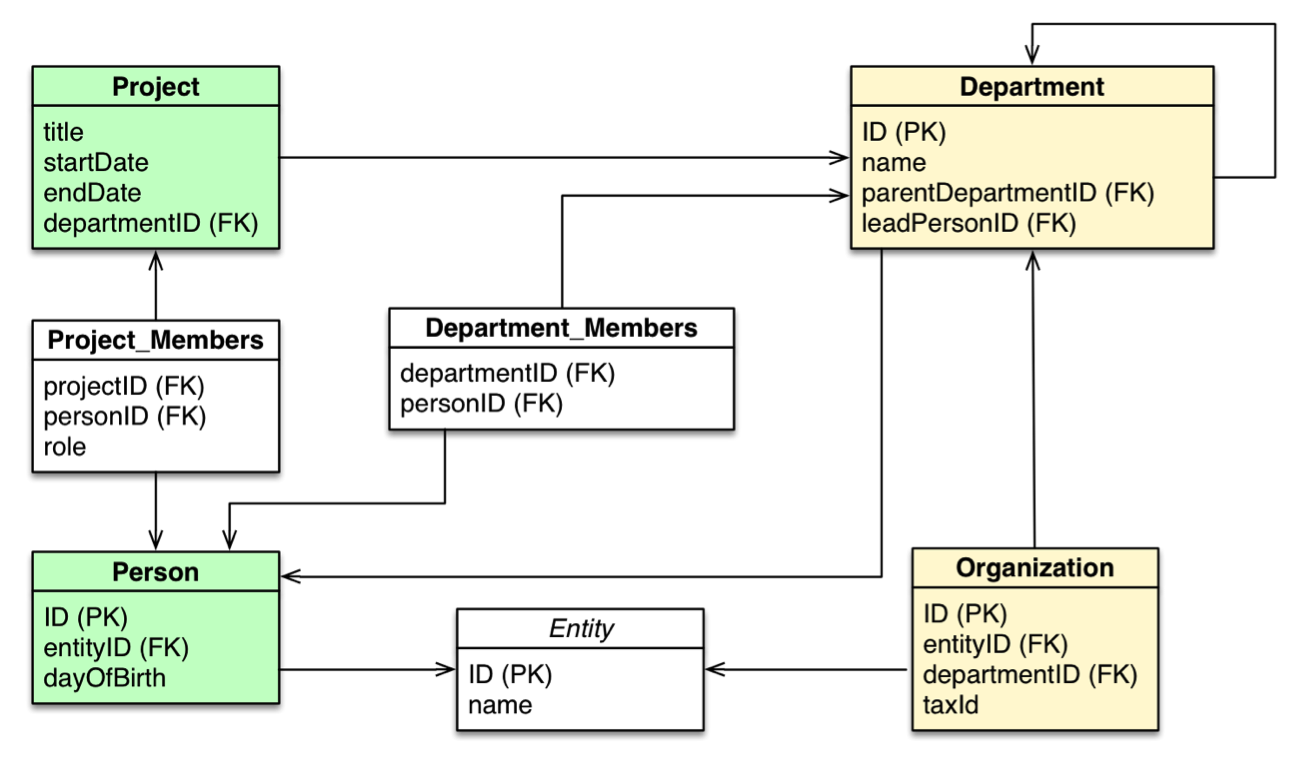 Project
title
startDate
endDate
departmentID (FK)
Department
ID (PK)
name
parentDepartmentID (FK)
leadPersonID (FK)
Project_Members
projectID (FK)
personID (FK)
role
Department_Members
departmentID (FK)
personID (FK)
Person
ID (PK)
entityID (FK)
dayOfBirth
Entity
ID (PK)
name
Organization
ID (PK)
entityID (FK)
departmentID (FK)
taxId